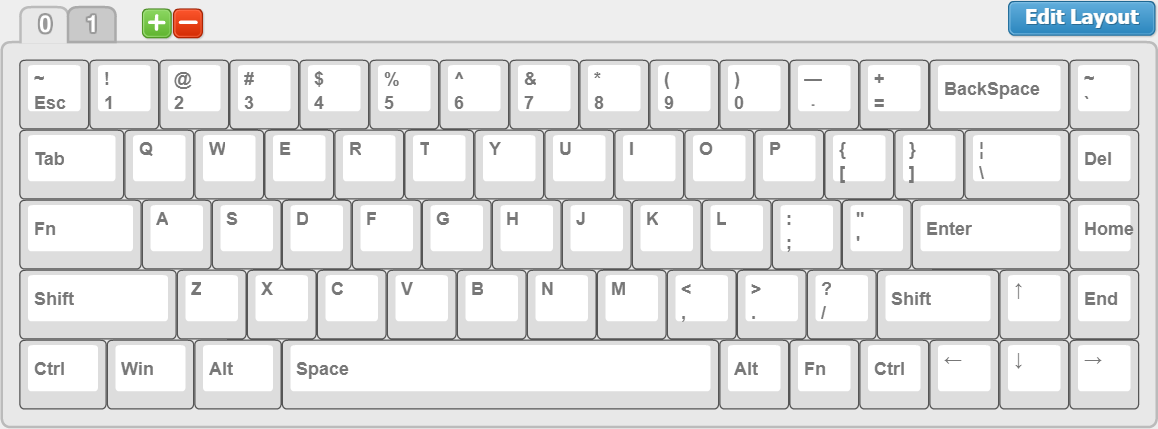 0 1 + − Edit Layout
~ ! @ # $ % ^ & * ( ) — + BackSpace ~
Esc 1 2 3 4 5 6 7 8 9 0 - = `
Tab Q W E R T Y U I O P { } ¦ Del
[ ] \
Fn A S D F G H J K L : " Enter Home
; '
Shift Z X C V B N M < > ? Shift ↑ End
, . /
Ctrl Win Alt Space Alt Fn Ctrl ← ↓ →